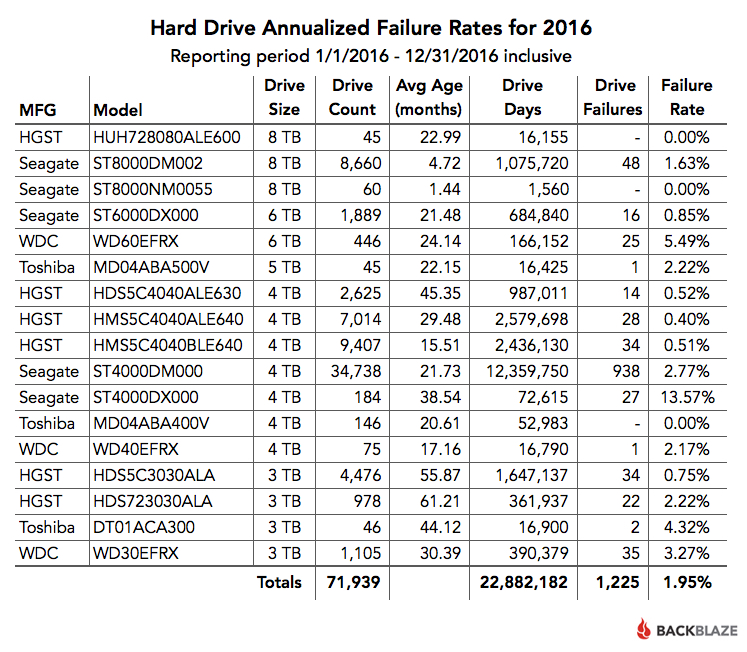 Hard Drive Annualized Failure Rates for 2016
Reporting period 1/1/2016 - 12/31/2016 inclusive
MFG Model Drive Size Drive Count Avg Age (months) Drive Days Drive Failures Failure Rate
HGST HUH728080ALE600 8 TB 45 22.99 16,155 - 0.00%
Seagate ST8000DM002 8 TB 8,660 4.72 1,075,720 48 1.63%
Seagate ST8000NM0055 8 TB 60 1.44 1,560 - 0.00%
Seagate ST6000DX000 6 TB 1,889 21.48 684,840 16 0.85%
WDC WD60EFRX 6 TB 446 24.14 166,152 25 5.49%
Toshiba MD04ABA500V 5 TB 45 22.15 16,425 1 2.22%
HGST HDS5C4040ALE630 4 TB 2,625 45.35 987,011 14 0.52%
HGST HMS5C4040ALE640 4 TB 7,014 29.48 2,579,698 28 0.40%
HGST HMS5C4040BLE640 4 TB 9,407 15.51 2,436,130 34 0.51%
Seagate ST4000DM000 4 TB 34,738 21.73 12,359,750 938 2.77%
Seagate ST4000DX000 4 TB 184 38.54 72,615 27 13.57%
Toshiba MD04ABA400V 4 TB 146 20.61 52,983 - 0.00%
WDC WD40EFRX 4 TB 75 17.16 16,790 1 2.17%
HGST HDS5C3030ALA 3 TB 4,476 55.87 1,647,137 34 0.75%
HGST HDS723030ALA 3 TB 978 61.21 361,937 22 2.22%
Toshiba DT01ACA300 3 TB 46 44.12 16,900 2 4.32%
WDC WD30EFRX 3 TB 1,105 30.39 390,379 35 3.27%
Totals 71,939 22,882,182 1,225 1.95%
BACKBLAZE